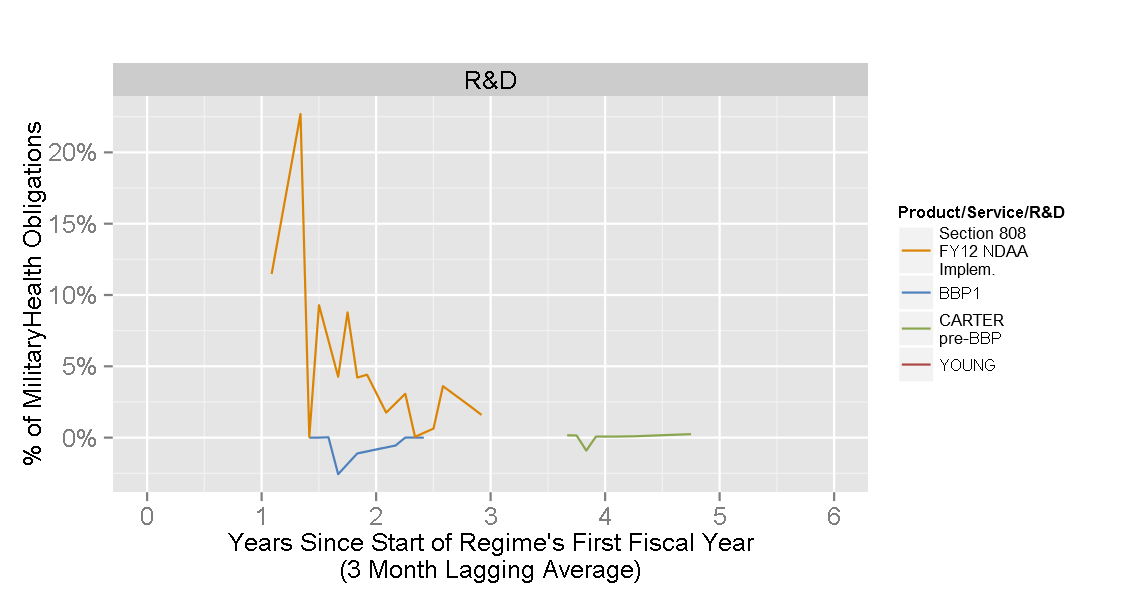 R&D
% of MilitaryHealth Obligations
20%
15%
10%
5%
0%
0 1 2 3 4 5 6
Years Since Start of Regime's First Fiscal Year
(3 Month Lagging Average)
Product/Service/R&D
Section 808
FY12 NDAA
Implem.
BBP1
CARTER
pre-BBP
YOUNG